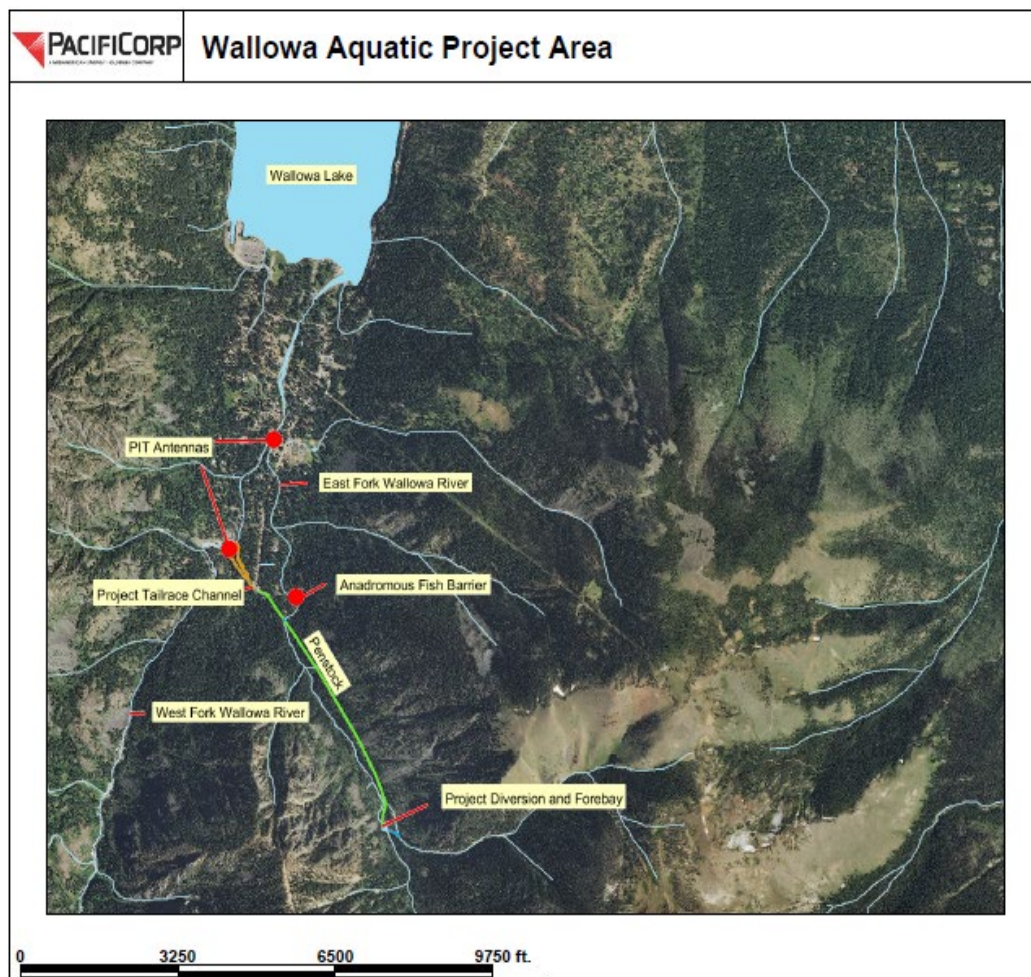 PACIFICORP
Wallowa Aquatic Project Area
Wallowa Lake
PIT Antennas
East Fork Wallowa River
Project Tailrace Channel
Anadromous Fish Barrier
Penstock
West Fork Wallowa River
Project Diversion and Forebay
0 3250 6500 9750 ft.